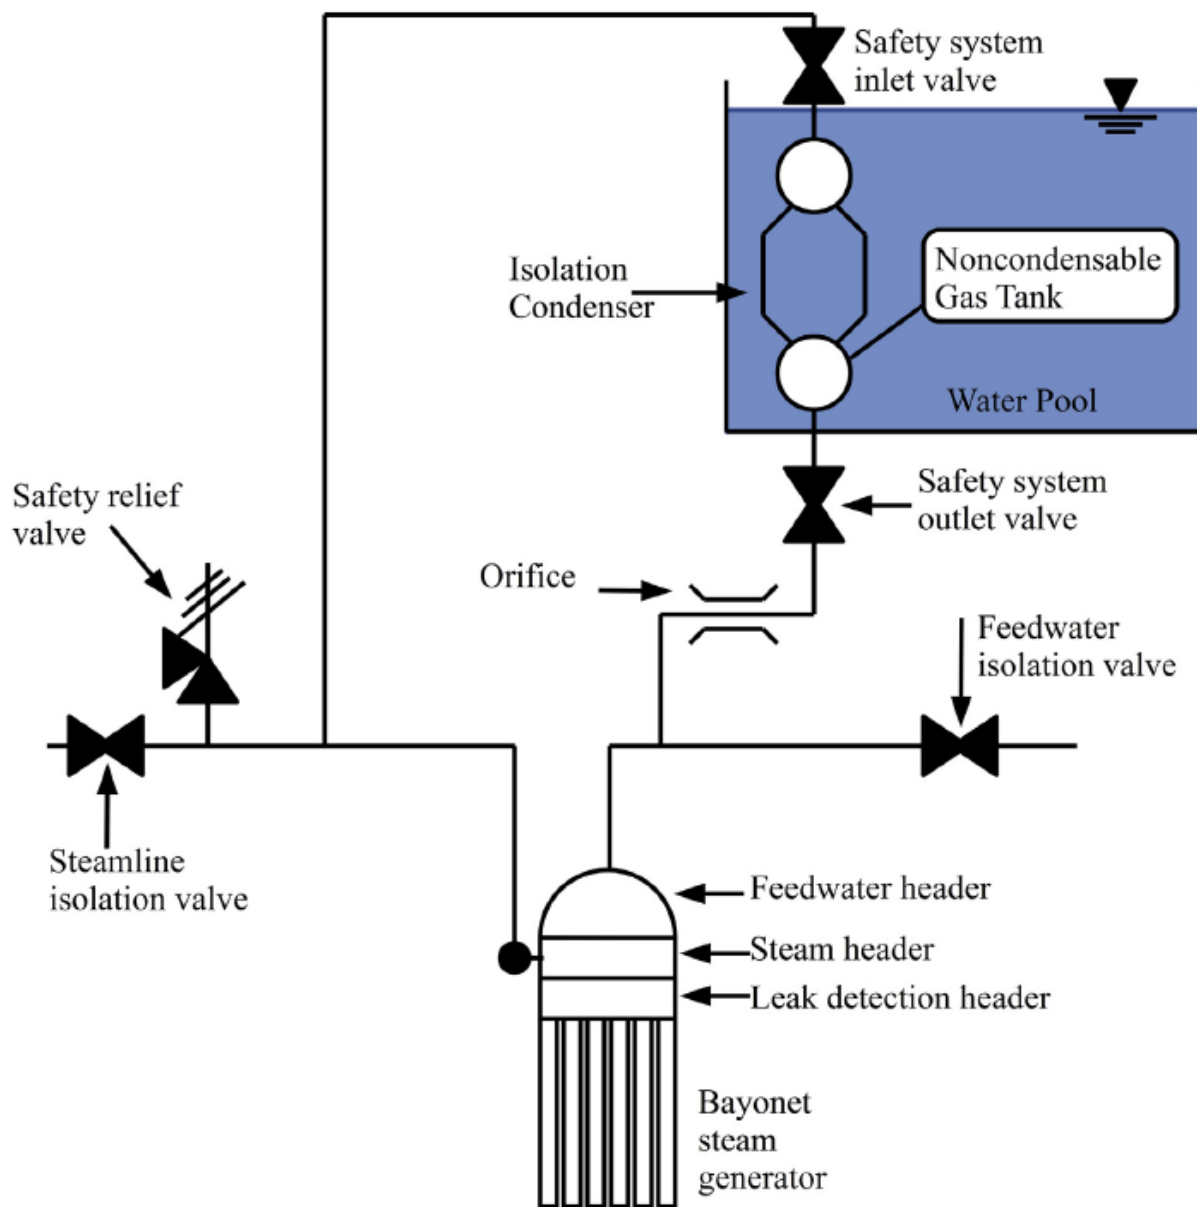 Safety system
inlet valve
Isolation
Condenser
Noncondensable
Gas Tank
Water Pool
Safety relief
valve
Safety system
outlet valve
Orifice
Feedwater
isolation valve
Steamline
isolation valve
Feedwater header
Steam header
Leak detection header
Bayonet
steam
generator